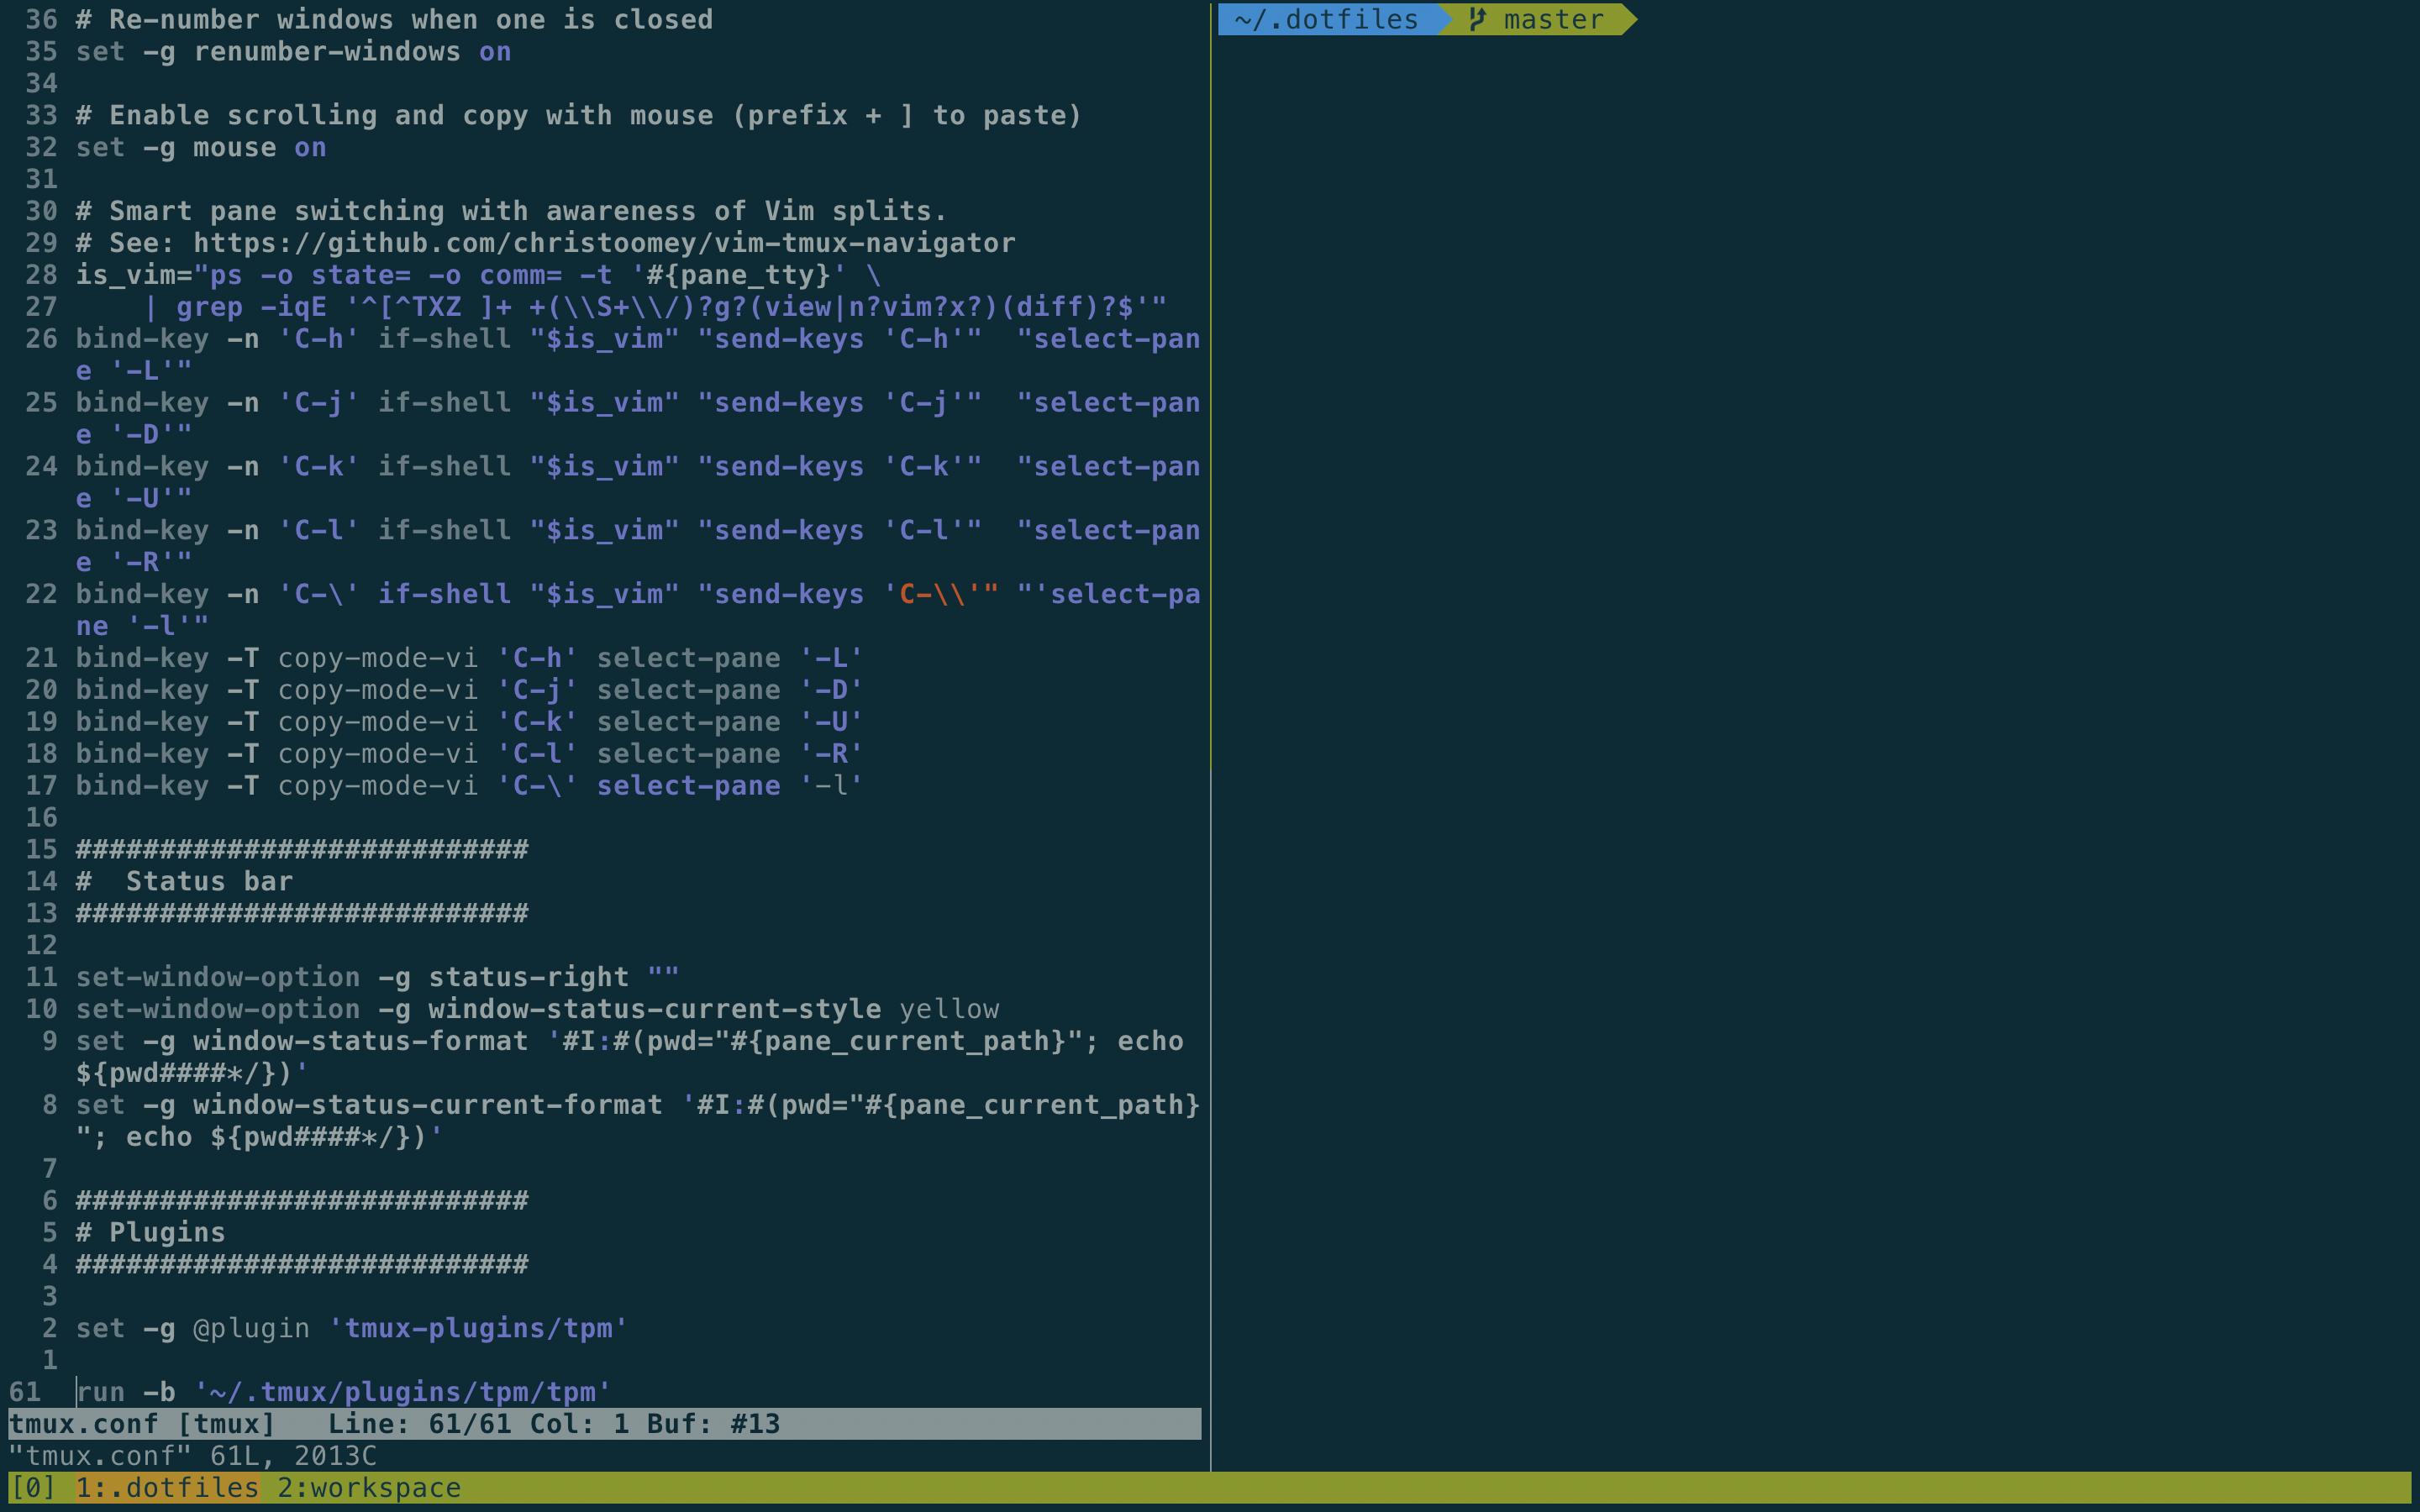 36 # Re-number windows when one is closed
35 set -g renumber-windows on
34
33 # Enable scrolling and copy with mouse (prefix + ] to paste)
32 set -g mouse on
31
30 # Smart pane switching with awareness of Vim splits.
29 # See: https://github.com/christoomey/vim-tmux-navigator
28 is_vim="ps -o state= -o comm= -t '#{pane_tty}' \
27     | grep -iqE '^[^TXZ ]+ +(\\S+\\/)?g?(view|n?vim?x?)(diff)?$'"
26 bind-key -n 'C-h' if-shell "$is_vim" "send-keys 'C-h'"  "select-pan
e '-L'"
25 bind-key -n 'C-j' if-shell "$is_vim" "send-keys 'C-j'"  "select-pan
e '-D'"
24 bind-key -n 'C-k' if-shell "$is_vim" "send-keys 'C-k'"  "select-pan
e '-U'"
23 bind-key -n 'C-l' if-shell "$is_vim" "send-keys 'C-l'"  "select-pan
e '-R'"
22 bind-key -n 'C-\' if-shell "$is_vim" "send-keys 'C-\\'" "'select-pa
ne '-l'"
21 bind-key -T copy-mode-vi 'C-h' select-pane '-L'
20 bind-key -T copy-mode-vi 'C-j' select-pane '-D'
19 bind-key -T copy-mode-vi 'C-k' select-pane '-U'
18 bind-key -T copy-mode-vi 'C-l' select-pane '-R'
17 bind-key -T copy-mode-vi 'C-\' select-pane '-l'
16
15 ###########################
14 #  Status bar
13 ###########################
12
11 set-window-option -g status-right ""
10 set-window-option -g window-status-current-style yellow
9 set -g window-status-format '#I:#(pwd="#{pane_current_path}"; echo
${pwd####*/})'
8 set -g window-status-current-format '#I:#(pwd="#{pane_current_path}
"; echo ${pwd####*/})'
7
6 ###########################
5 # Plugins
4 ###########################
3
2 set -g @plugin 'tmux-plugins/tpm'
1
61 run -b '~/.tmux/plugins/tpm/tpm'
tmux.conf [tmux]   Line: 61/61 Col: 1 Buf: #13
"tmux.conf" 61L, 2013C
~/.dotfiles master
[0] 1:.dotfiles 2:workspace